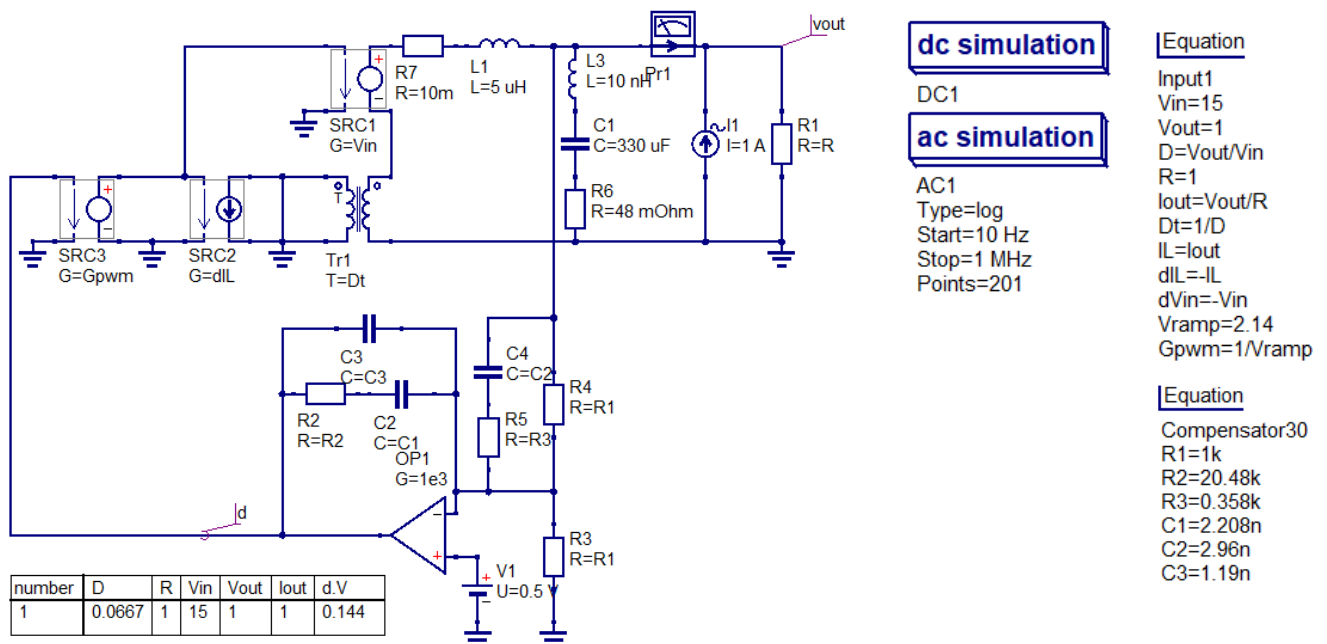 vout
R7
R=10m
L1
L=5 uH
L3
L=10 nH
Pr1
SRC1
G=Vin
C1
C=330 uF
I1
I=1 A
R1
R=R
R6
R=48 mOhm
SRC3
G=Gpwm
SRC2
G=dIL
T
Tr1
T=Dt
C3
C=C3
C4
C=C2
R4
R=R1
R2
R=R2
C2
C=C1
R5
R=R3
OP1
G=1e3
d
R3
R=R1
V1
U=0.5 V
number D R Vin Vout Iout d.V
1 0.0667 1 15 1 1 0.144
dc simulation
DC1
ac simulation
AC1
Type=log
Start=10 Hz
Stop=1 MHz
Points=201
Equation
Input1
Vin=15
Vout=1
D=Vout/Vin
R=1
Iout=Vout/R
Dt=1/D
IL=Iout
dIL=-IL
dVin=-Vin
Vramp=2.14
Gpwm=1/Vramp
Equation
Compensator30
R1=1k
R2=20.48k
R3=0.358k
C1=2.208n
C2=2.96n
C3=1.19n